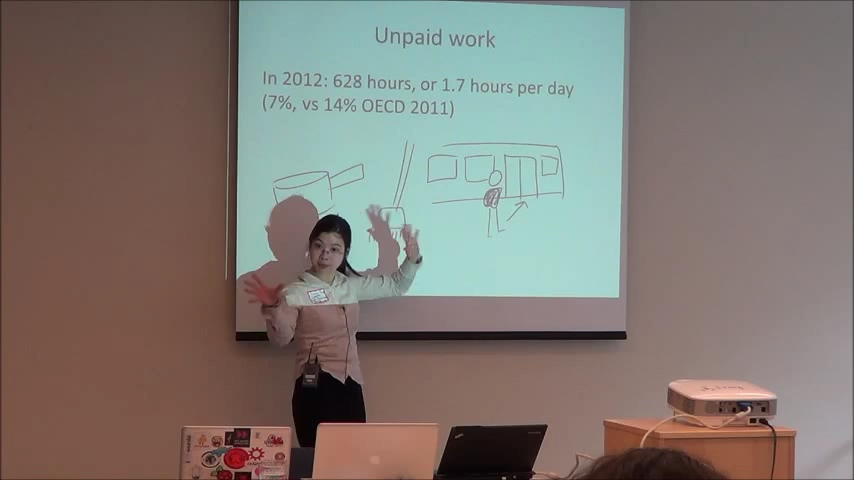 Unpaid work
In 2012: 628 hours, or 1.7 hours per day
(7%, vs 14% OECD 2011)